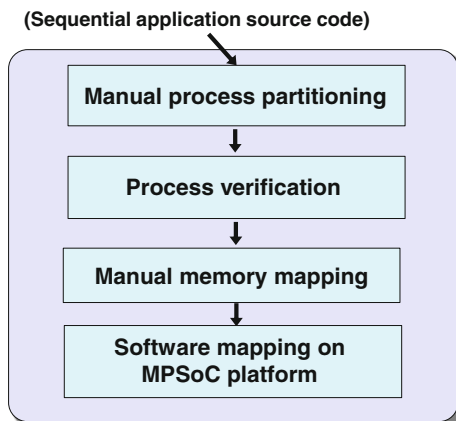 (Sequential application source code)
Manual process partitioning
Process verification
Manual memory mapping
Software mapping on
MPSoC platform